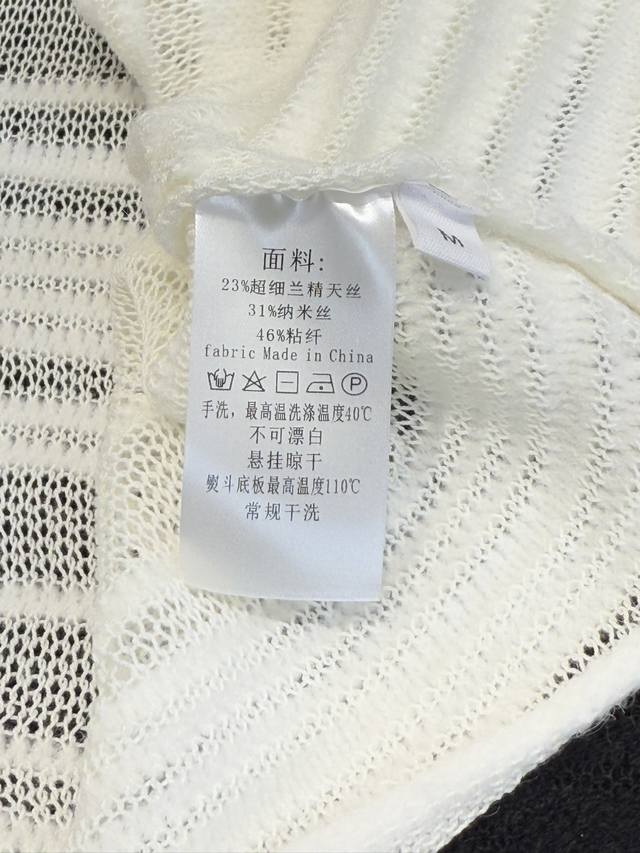 面料:
23%超细兰精天丝
31%纳米丝
46%粘纤
fabric Made in China
P
手洗，最高温洗涤温度40℃
不可漂白
悬挂晾干
熨斗底板最高温度110℃
常规干洗
M